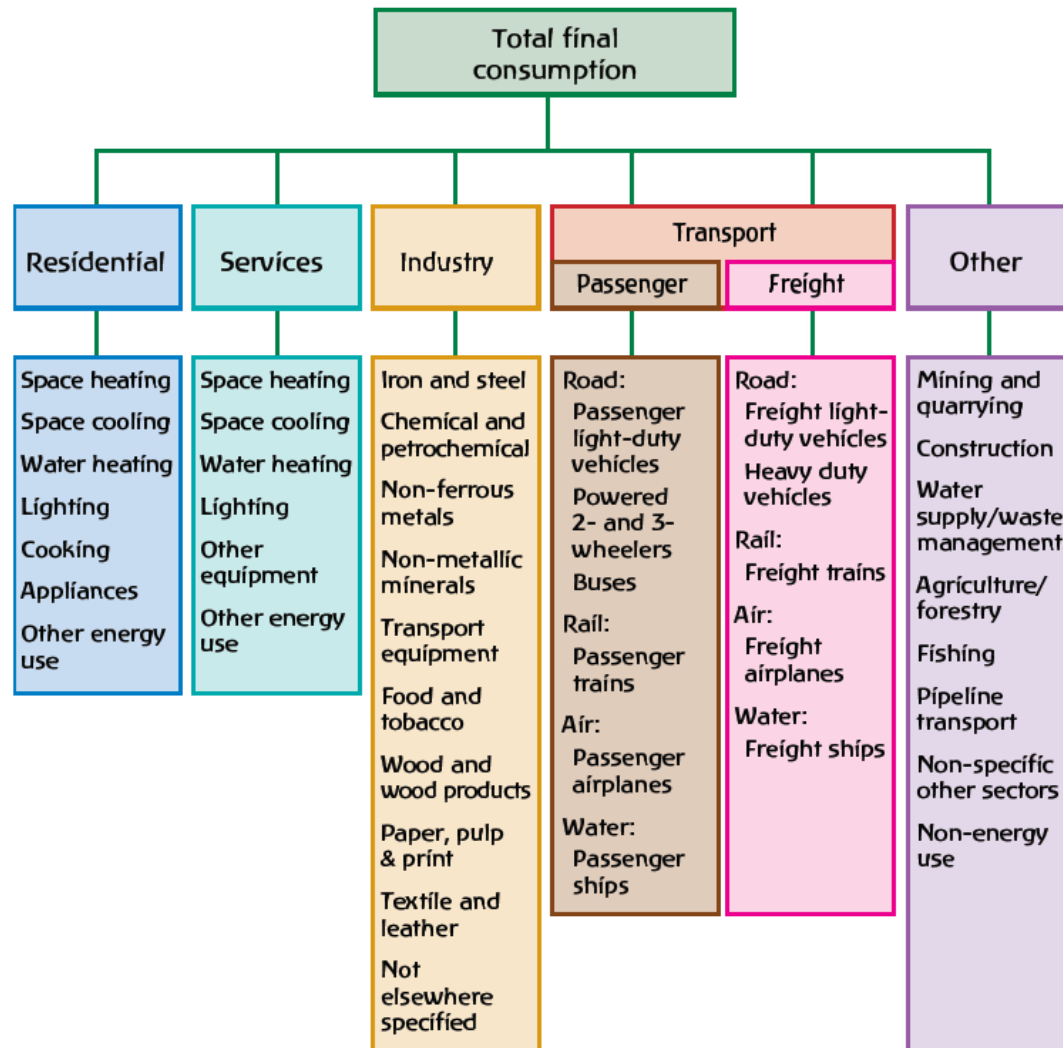 Total final
consumption
Residential
Services
Industry
Transport
Passenger
Freight
Other
Space heating
Space cooling
Water heating
Lighting
Cooking
Appliances
Other energy
use
Space heating
Space cooling
Water heating
Lighting
Other
equipment
Other energy
use
Iron and steel
Chemical and
petrochemical
Non-ferrous
metals
Non-metallic
minerals
Transport
equipment
Food and
tobacco
Wood and
wood products
Paper, pulp
& print
Textile and
leather
Not
elsewhere
specified
Road:
Passenger
light-duty
vehicles
Powered
2- and 3-
wheelers
Buses
Rail:
Passenger
trains
Air:
Passenger
airplanes
Water:
Passenger
ships
Road:
Freight light-
duty vehicles
Heavy duty
vehicles
Rail:
Freight trains
Air:
Freight
airplanes
Water:
Freight ships
Mining and
quarrying
Construction
Water
supply/waste
management
Agriculture/
forestry
Fishing
Pipeline
transport
Non-specific
other sectors
Non-energy
use